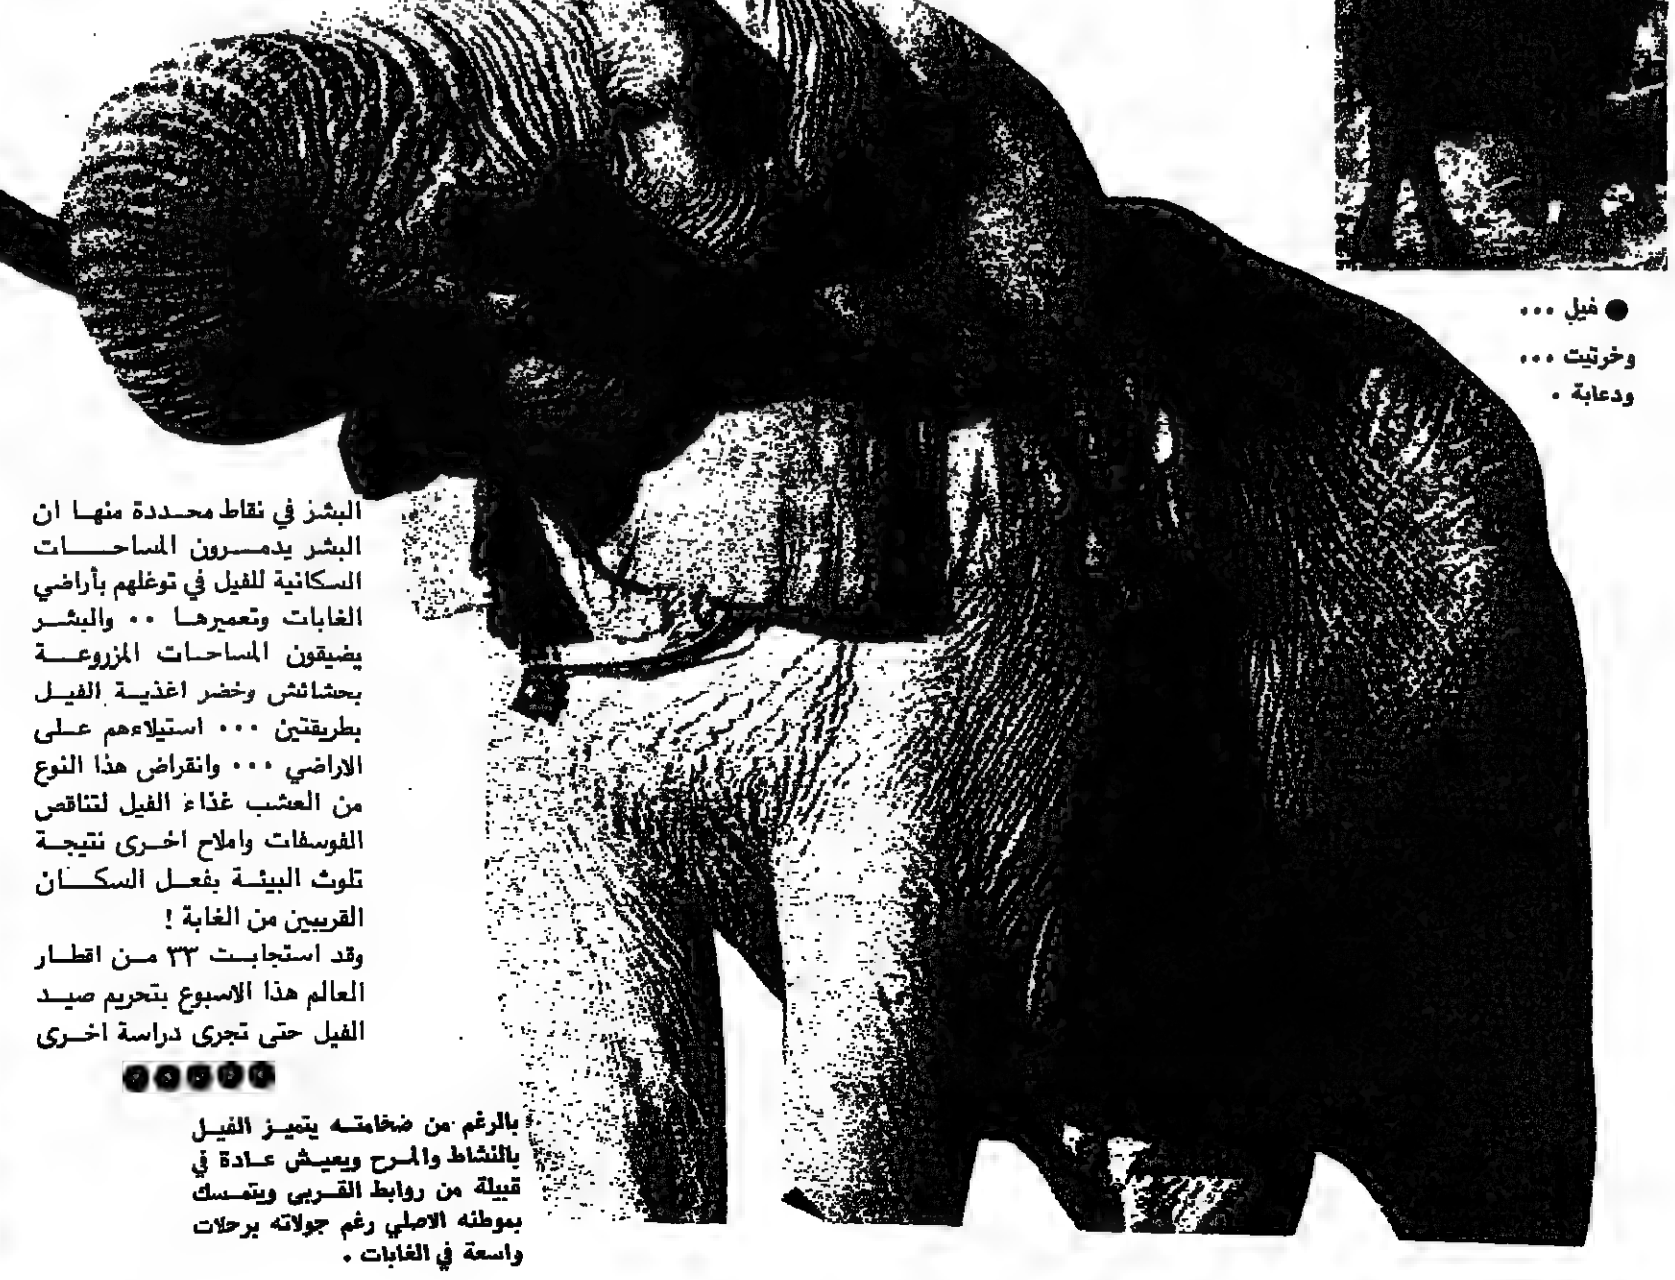 ● فيل ...
وخرتيت ...
ودعابة .
البشر في نقاط محددة منها ان
البشر يدمرون المساحات
السكانية للفيل في توغلهم بأراضي
الغابات وتعميرها .. والبشر
يضيقون المساحات المزروعة
بحشائش وخضر اغذية الفيل
بطريقتين ... استيلاءهم على
الاراضي ... وانقراض هذا النوع
من العشب غذاء الفيل لتناقص
الفوسفات واملاح اخرى نتيجة
تلوث البيئة بفعل السكان
القريبين من الغابة !
وقد استجابت ٣٣ من اقطار
العالم هذا الاسبوع بتحريم صيد
الفيل حتى تجرى دراسة اخرى
بالرغم من ضخامته يتميز الفيل
بالنشاط والمرح ويعيش عادة في
قبيلة من روابط القربى ويتمسك
بموطنه الاصلي رغم جولاته برحلات
واسعة في الغابات .